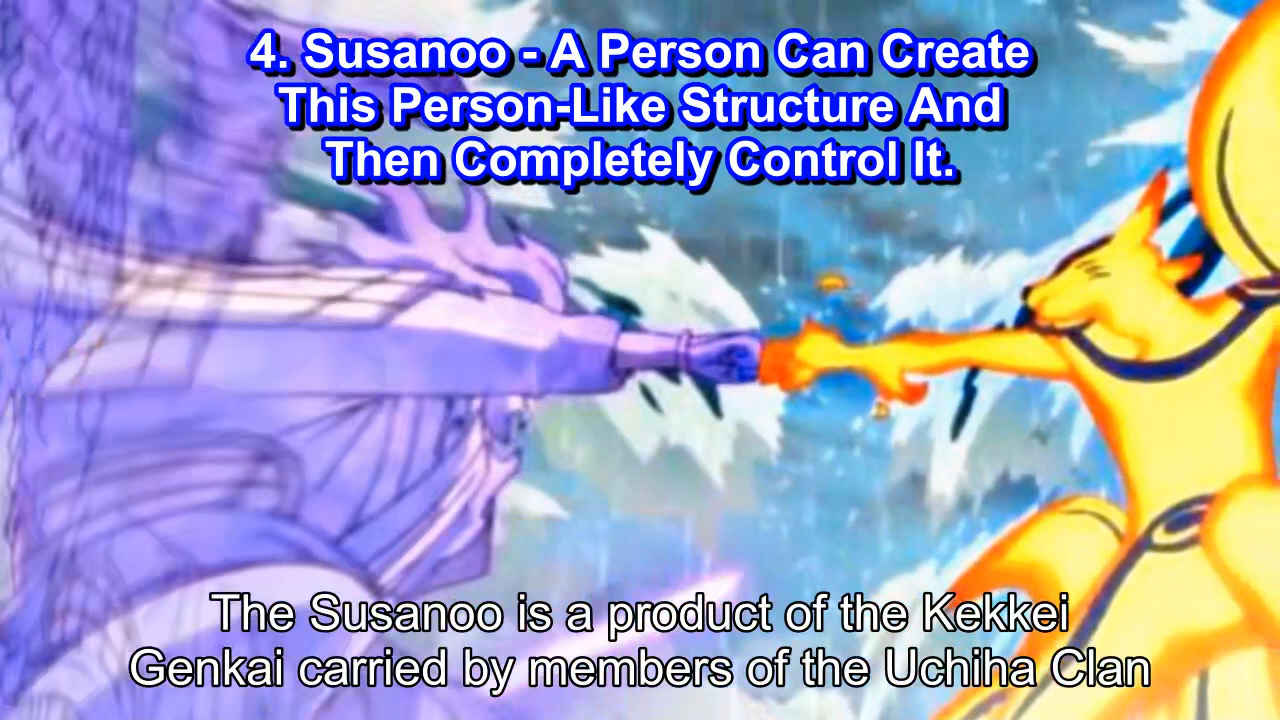 4. Susanoo - A Person Can Create
This Person-Like Structure And
Then Completely Control It.
The Susanoo is a product of the Kekkei
Genkai carried by members of the Uchiha Clan